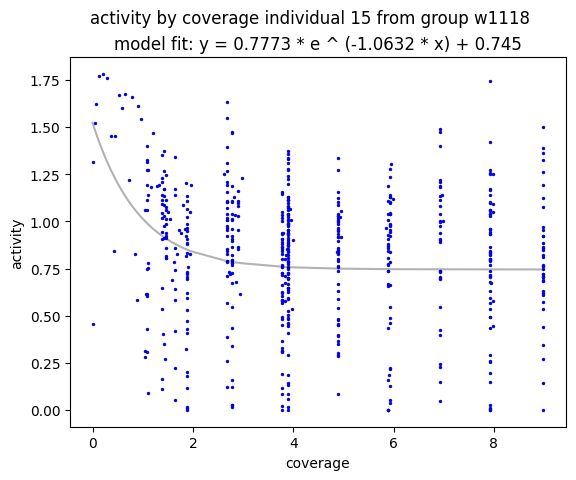 activity by coverage individual 15 from group w1118
model fit: y = 0.7773 * e ^ (-1.0632 * x) + 0.745
activity
1.75
1.50
1.25
1.00
0.75
0.50
0.25
0.00
0 2 4 6 8
coverage